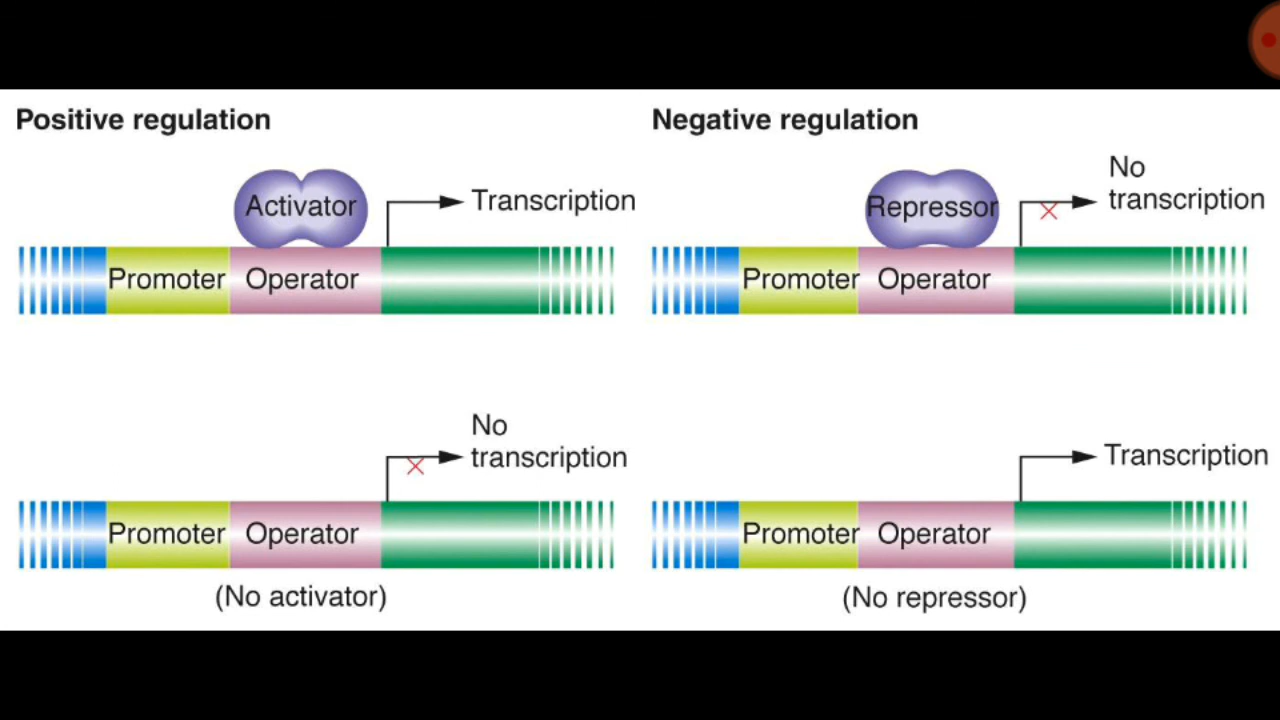 Positive regulation
Activator
Transcription
Promoter
Operator
No
transcription
Promoter
Operator
(No activator)
Negative regulation
Repressor
No
transcription
Promoter
Operator
Transcription
Promoter
Operator
(No repressor)